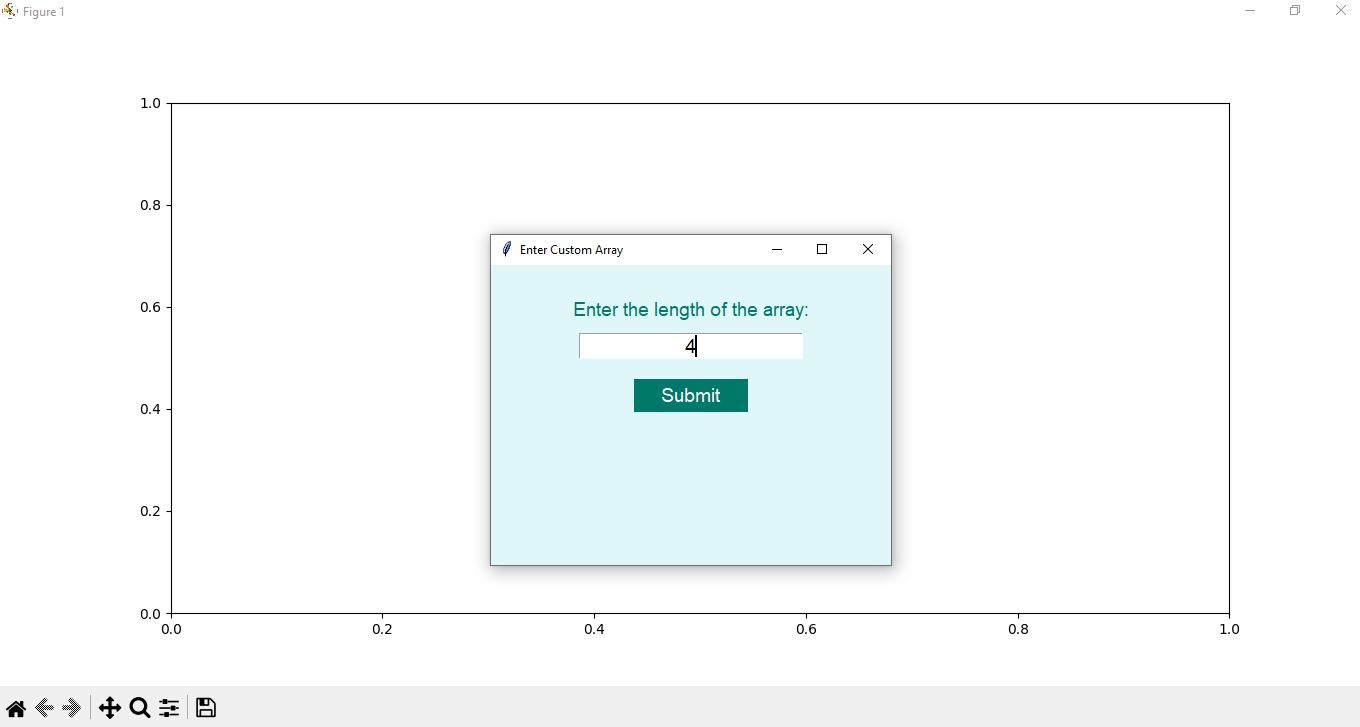 Figure 1
1.0
0.8
0.6
0.4
0.2
0.0
0.0 0.2 0.4 0.6 0.8 1.0
Enter Custom Array
Enter the length of the array:
4
Submit